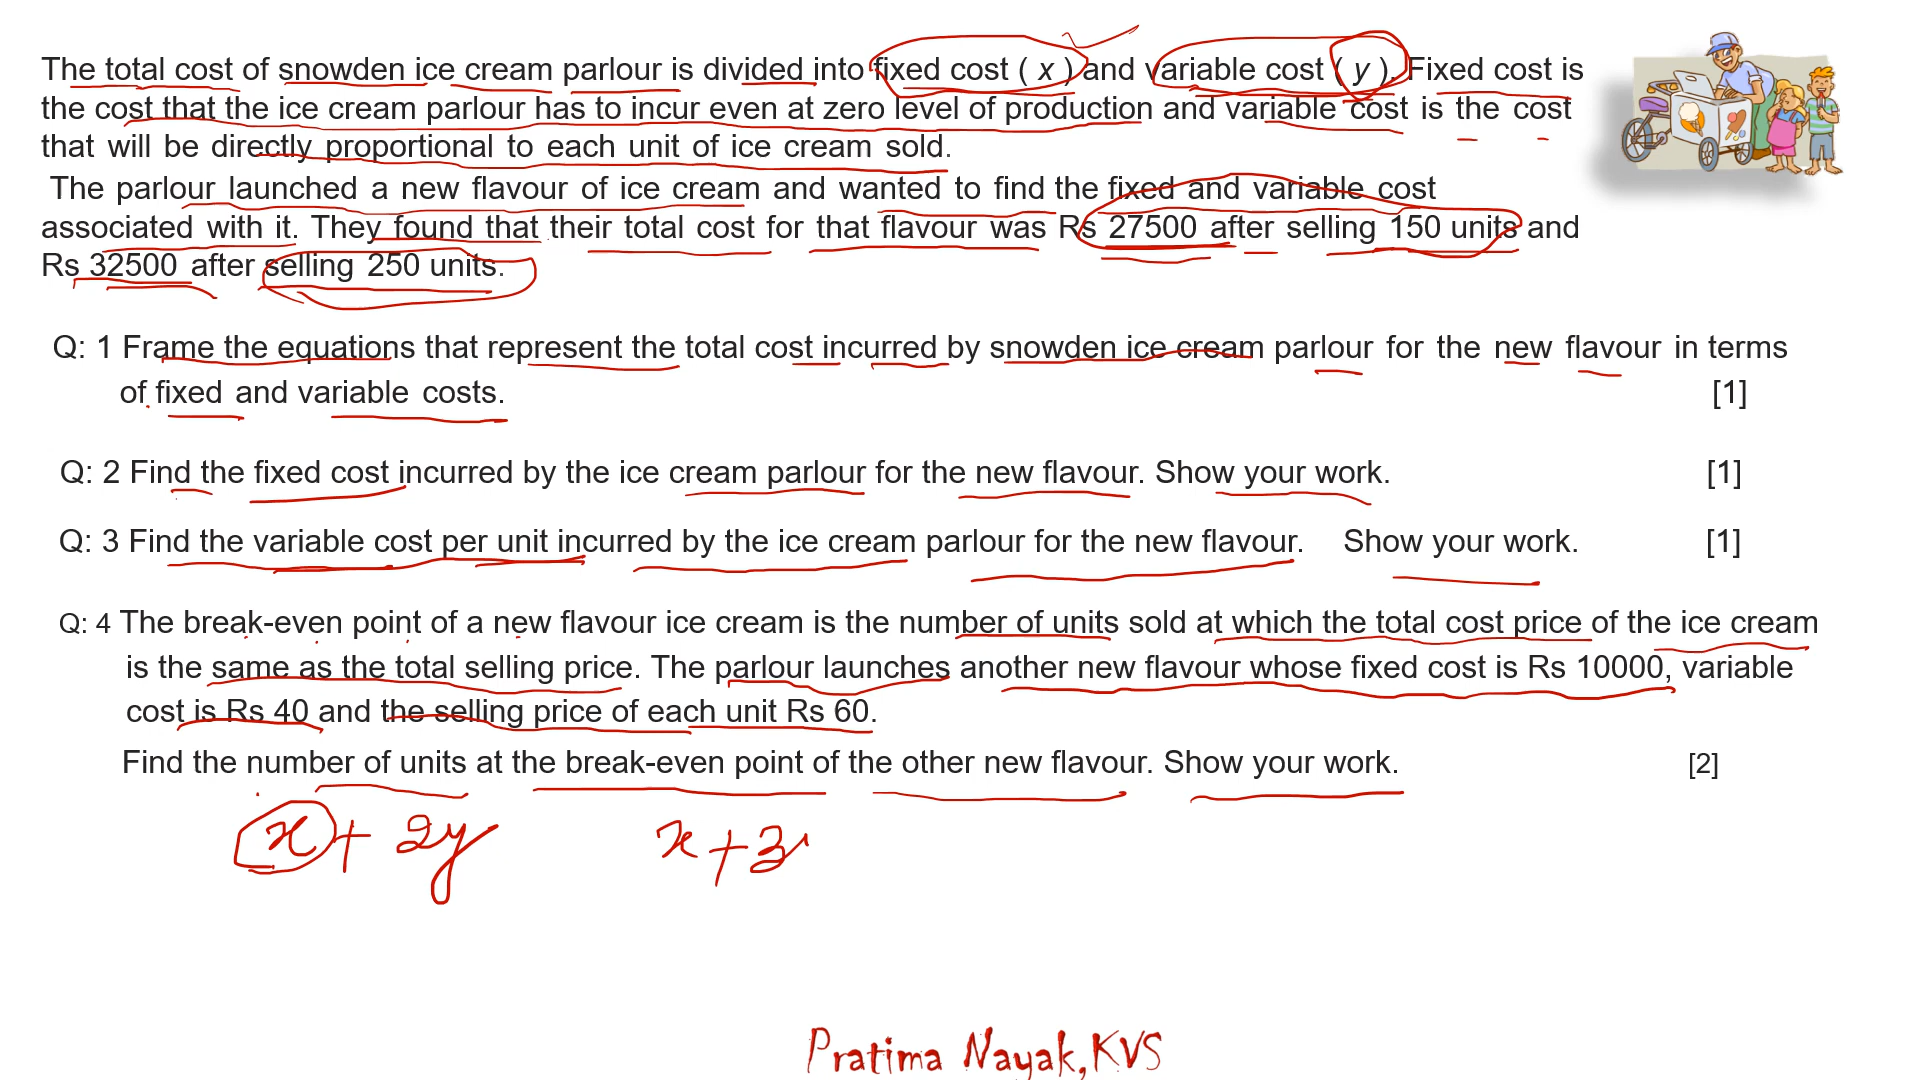 The total cost of snowden ice cream parlour is divided into fixed cost ( x ) and variable cost ( y ). Fixed cost is
the cost that the ice cream parlour has to incur even at zero level of production and variable cost is the cost
that will be directly proportional to each unit of ice cream sold.
The parlour launched a new flavour of ice cream and wanted to find the fixed and variable cost
associated with it. They found that their total cost for that flavour was Rs 27500 after selling 150 units and
Rs 32500 after selling 250 units.
Q: 1 Frame the equations that represent the total cost incurred by snowden ice cream parlour for the new flavour in terms
of fixed and variable costs. [1]
Q: 2 Find the fixed cost incurred by the ice cream parlour for the new flavour. Show your work. [1]
Q: 3 Find the variable cost per unit incurred by the ice cream parlour for the new flavour. Show your work. [1]
Q: 4 The break-even point of a new flavour ice cream is the number of units sold at which the total cost price of the ice cream
is the same as the total selling price. The parlour launches another new flavour whose fixed cost is Rs 10000, variable
cost is Rs 40 and the selling price of each unit Rs 60.
Find the number of units at the break-even point of the other new flavour. Show your work. [2]
x + 2y x + 3
Pratima Nayak,KVS